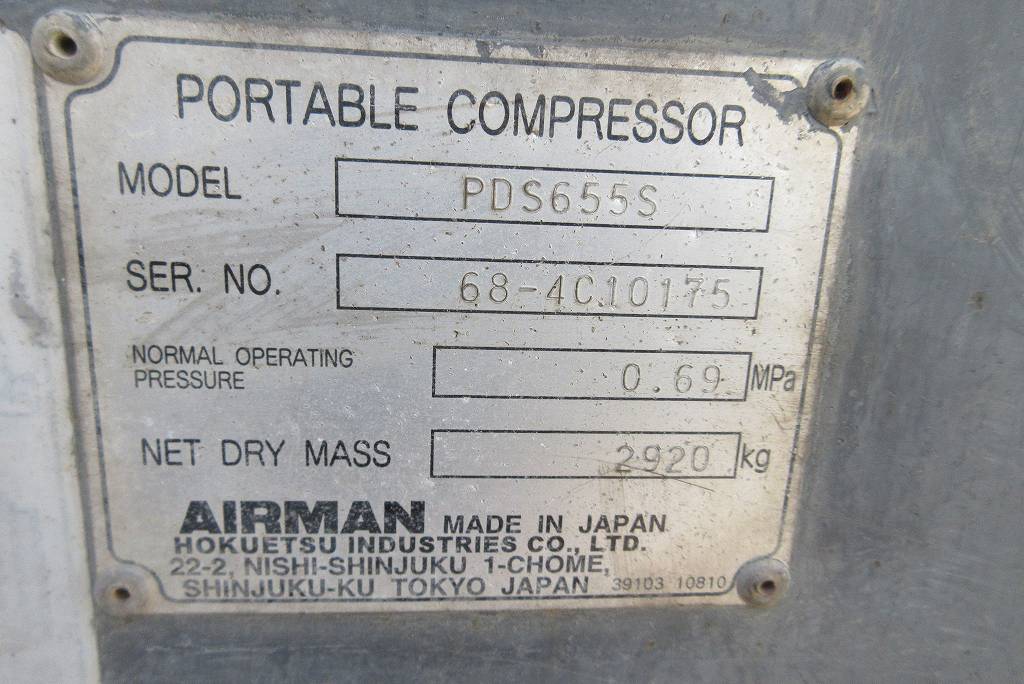 PORTABLE COMPRESSOR
MODEL PDS655S
SER. NO. 68-4C10175
NORMAL OPERATING
PRESSURE 0.69 MPa
NET DRY MASS 2920 kg
AIRMAN MADE IN JAPAN
HOKUETSU INDUSTRIES CO., LTD.
22-2, NISHI-SHINJUKU 1-CHOME,
SHINJUKU-KU TOKYO JAPAN 39103 10810